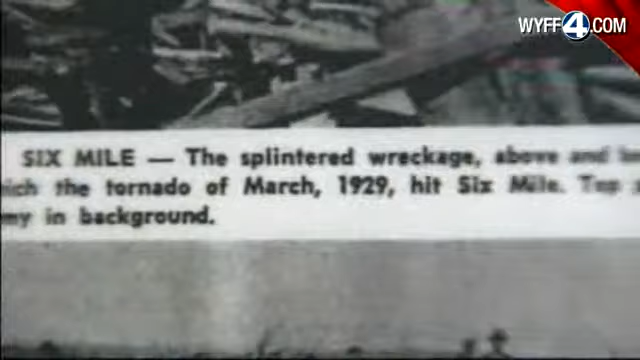 WYFF4.COM
SIX MILE — The splintered wreckage, above and
the tornado of March, 1929, hit Six Mile. Top
in background.